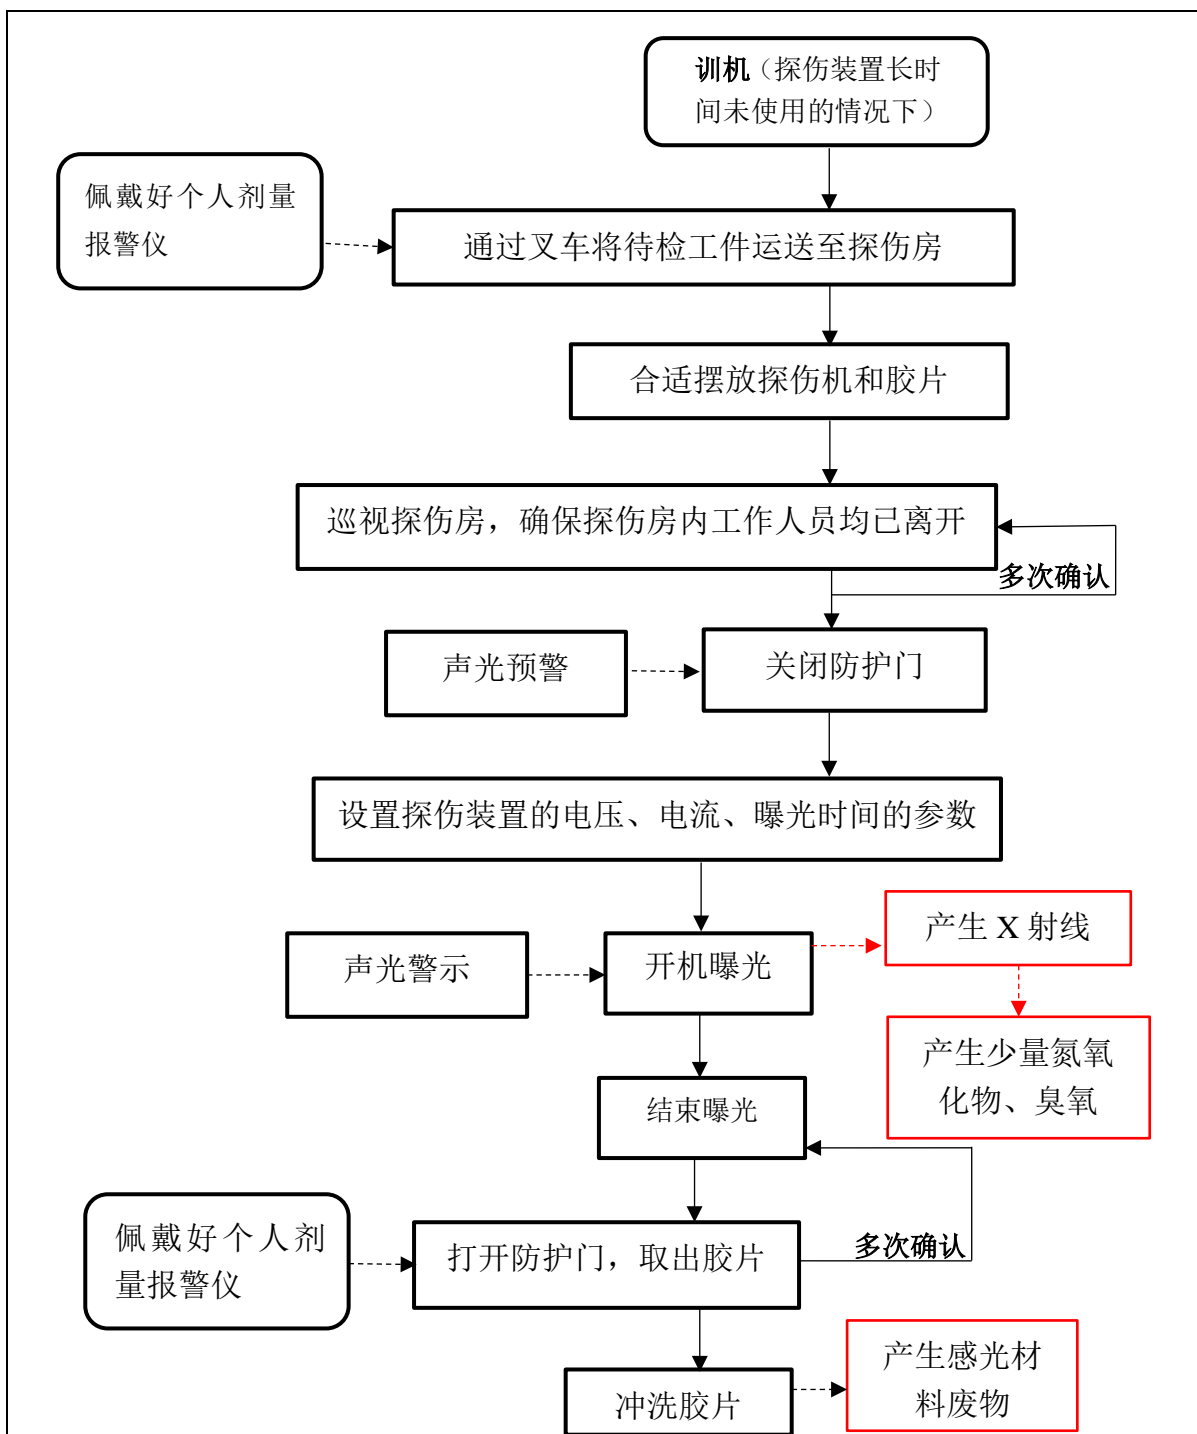 训机（探伤装置长时
间未使用的情况下）
佩戴好个人剂量
报警仪
通过叉车将待检工件运送至探伤房
合适摆放探伤机和胶片
巡视探伤房，确保探伤房内工作人员均已离开
多次确认
声光预警
关闭防护门
设置探伤装置的电压、电流、曝光时间的参数
产生 X 射线
声光警示
开机曝光
产生少量氮氧
化物、臭氧
结束曝光
佩戴好个人剂
量报警仪
打开防护门，取出胶片
多次确认
产生感光材
料废物
冲洗胶片